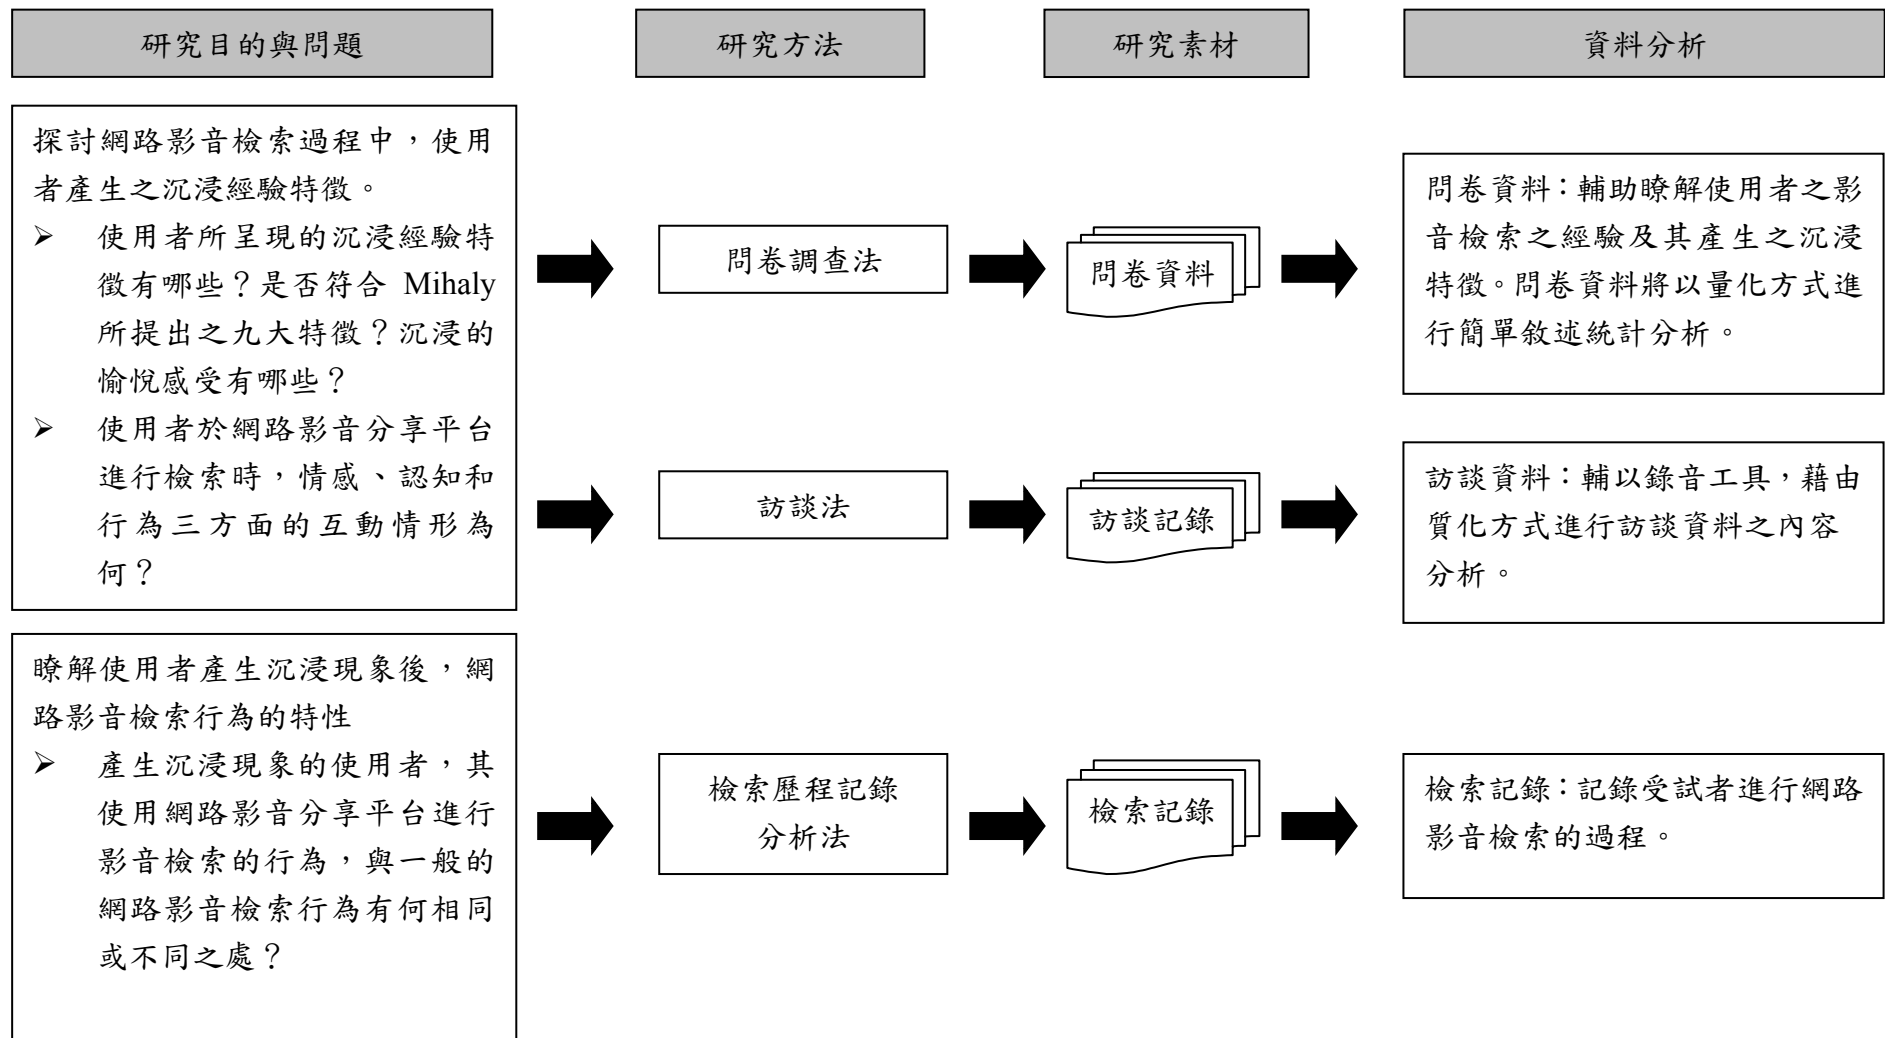 研究目的與問題
研究方法
研究素材
資料分析
探討網路影音檢索過程中，使用
者產生之沉浸經驗特徵。
➢ 使用者所呈現的沉浸經驗特
徵有哪些？是否符合 Mihaly
所提出之九大特徵？沉浸的
愉悅感受有哪些？
➢ 使用者於網路影音分享平台
進行檢索時，情感、認知和
行為三方面的互動情形為
何？
問卷調查法
問卷資料
問卷資料：輔助瞭解使用者之影
音檢索之經驗及其產生之沉浸
特徵。問卷資料將以量化方式進
行簡單敘述統計分析。
訪談法
訪談記錄
訪談資料：輔以錄音工具，藉由
質化方式進行訪談資料之內容
分析。
瞭解使用者產生沉浸現象後，網
路影音檢索行為的特性
➢ 產生沉浸現象的使用者，其
使用網路影音分享平台進行
影音檢索的行為，與一般的
網路影音檢索行為有何相同
或不同之處？
檢索歷程記錄
分析法
檢索記錄
檢索記錄：記錄受試者進行網路
影音檢索的過程。